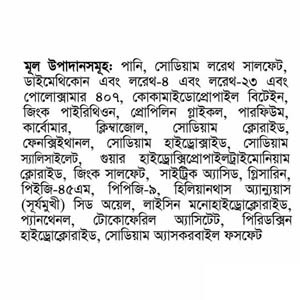 মূল উপাদানসমূহ: পানি, সোডিয়াম লরেথ সালফেট,
ডাইমেথিকোন এবং লরেথ-৪ এবং লরেথ-২৩ এবং
পোলোক্সামার ৪০৭, কোকামাইডোপ্রোপাইল বিটেইন,
জিংক পাইরিথিওন, প্রোপিলিন গ্লাইকল, পারফিউম,
কার্বোমার, ক্লিম্বাজোল, সোডিয়াম ক্লোরাইড,
ফেনক্সিইথানল, সোডিয়াম হাইড্রোক্সাইড, সোডিয়াম
স্যালিসাইলেট, গুয়ার হাইড্রক্সিপ্রোপাইলট্রাইমোনিয়াম
ক্লোরাইড, জিংক সালফেট, সাইট্রিক অ্যাসিড, গ্লিসারিন,
পিইজি-৪৫এম, পিপিজি-৯, হিলিয়ানথাস অ্যান্যুয়াস
(সূর্যমুখী) সিড অয়েল, লাইসিন মনোহাইড্রোক্লোরাইড,
প্যানথেনল, টোকোফেরিল অ্যাসিটেট, পিরিডক্সিন
হাইড্রোক্লোরাইড, সোডিয়াম অ্যাসকরবাইল ফসফেট